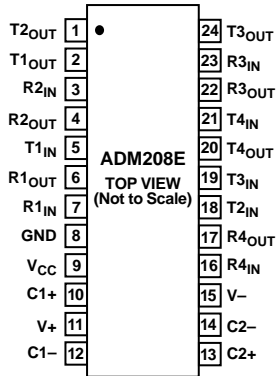 T2OUT 1
T1OUT 2
R2IN 3
R2OUT 4
T1IN 5
R1OUT 6
R1IN 7
GND 8
VCC 9
C1+ 10
V+ 11
C1– 12
ADM208E
TOP VIEW
(Not to Scale)
24 T3OUT
23 R3IN
22 R3OUT
21 T4IN
20 T4OUT
19 T3IN
18 T2IN
17 R4OUT
16 R4IN
15 V–
14 C2–
13 C2+